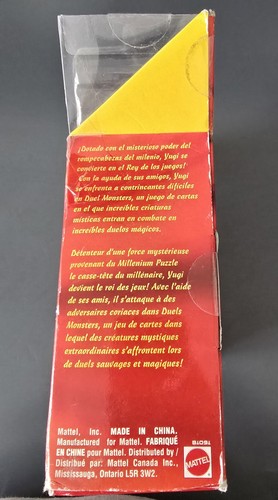 ¡Dotado con el misterioso poder del
rompecabezas del milenio, Yugi se
convierte en el Rey de los juegos!
Con la ayuda de sus amigos, Yugi
se enfrenta a contrincantes difíciles
en Duel Monsters, un juego de cartas
en el que increíbles criaturas
místicas entran en combate en
increíbles duelos mágicos.
Détenteur d'une force mystérieuse
provenant du Millenium Puzzle
le casse-tête du millénaire, Yugi
devient le roi des jeux! Avec l'aide
de ses amis, il s'attaque à des
adversaires coriaces dans Duels
Monsters, un jeu de cartes dans
lequel des créatures mystiques
extraordinaires s'affrontent lors
de duels sauvages et magiques!
Mattel, Inc. MADE IN CHINA.
Manufactured for Mattel. FABRIQUÉ
EN CHINE pour Mattel. Distributed by /
Distribué par: Mattel Canada Inc.,
Mississauga, Ontario L5R 3W2.
MATTEL